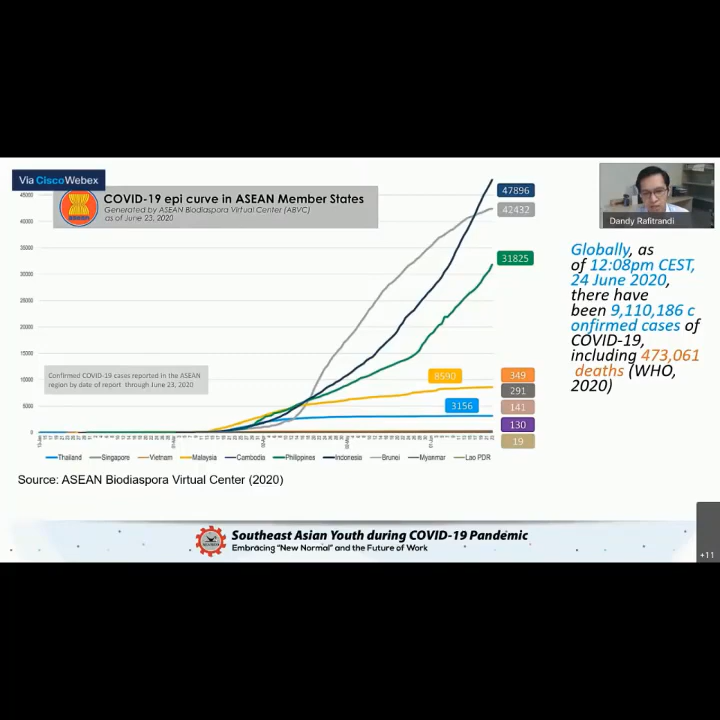 Via Cisco Webex
COVID-19 epi curve in ASEAN Member States
Generated by ASEAN Biodiaspora Virtual Center (ABVC)
as of June 23, 2020
asean
45000
40000
35000
30000
25000
20000
15000
10000
5000
0
Confirmed COVID-19 cases reported in the ASEAN
region by date of report through June 23, 2020
47896
42432
31825
8590
3156
349
291
141
130
19
Thailand Singapore Vietnam Malaysia Cambodia Philippines Indonesia Brunei Myanmar Lao PDR
Source: ASEAN Biodiaspora Virtual Center (2020)
Dandy Rafitrandi
Globally, as
of 12:08pm CEST,
24 June 2020,
there have
been 9,110,186 c
onfirmed cases of
COVID-19,
including 473,061
deaths (WHO,
2020)
Southeast Asian Youth during COVID-19 Pandemic
Embracing "New Normal" and the Future of Work
+11